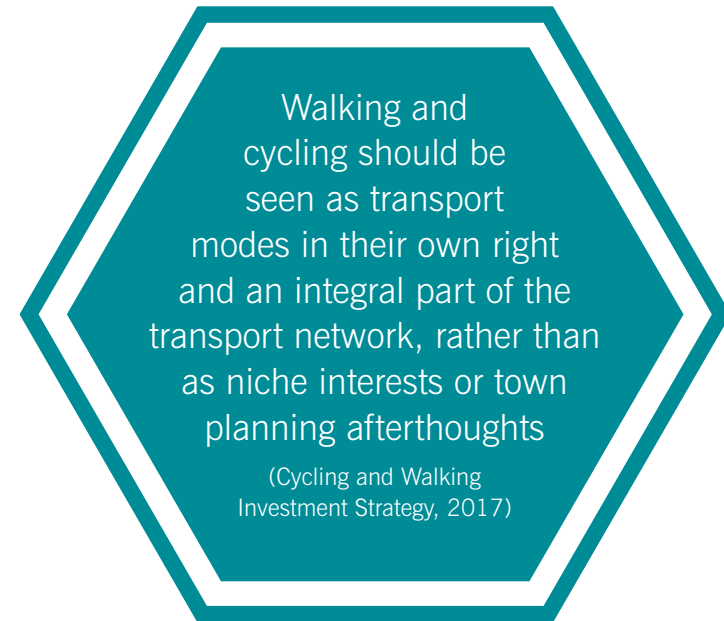 Walking and
cycling should be
seen as transport
modes in their own right
and an integral part of the
transport network, rather than
as niche interests or town
planning afterthoughts
(Cycling and Walking
Investment Strategy, 2017)